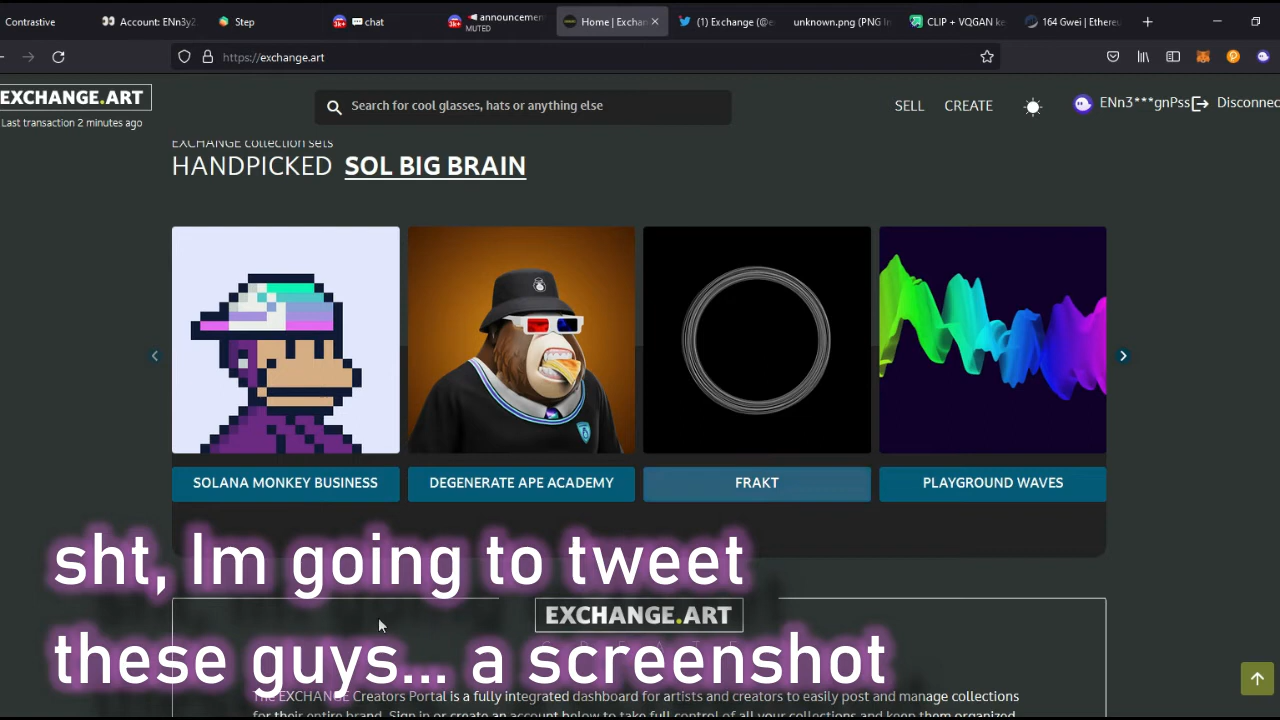 Contrastive
Account: ENn3y2
Step
chat
announcemen
MUTED
Home | Exchan
(1) Exchange (@e
unknown.png (PNG I
CLIP + VQGAN ke
164 Gwei | Ethereu
https://exchange.art
EXCHANGE.ART
Last transaction 2 minutes ago
Search for cool glasses, hats or anything else
SELL
CREATE
ENn3***gnPss
Disconnec
EXCHANGE collection sets
HANDPICKED SOL BIG BRAIN
SOLANA MONKEY BUSINESS
DEGENERATE APE ACADEMY
FRAKT
PLAYGROUND WAVES
sht, Im going to tweet
EXCHANGE.ART
these guys... a screenshot
The EXCHANGE Creators Portal is a fully integrated dashboard for artists and creators to easily post and manage collections
for their entire brand. Sign in or create an account below to take full control of all your collections and keep them organized